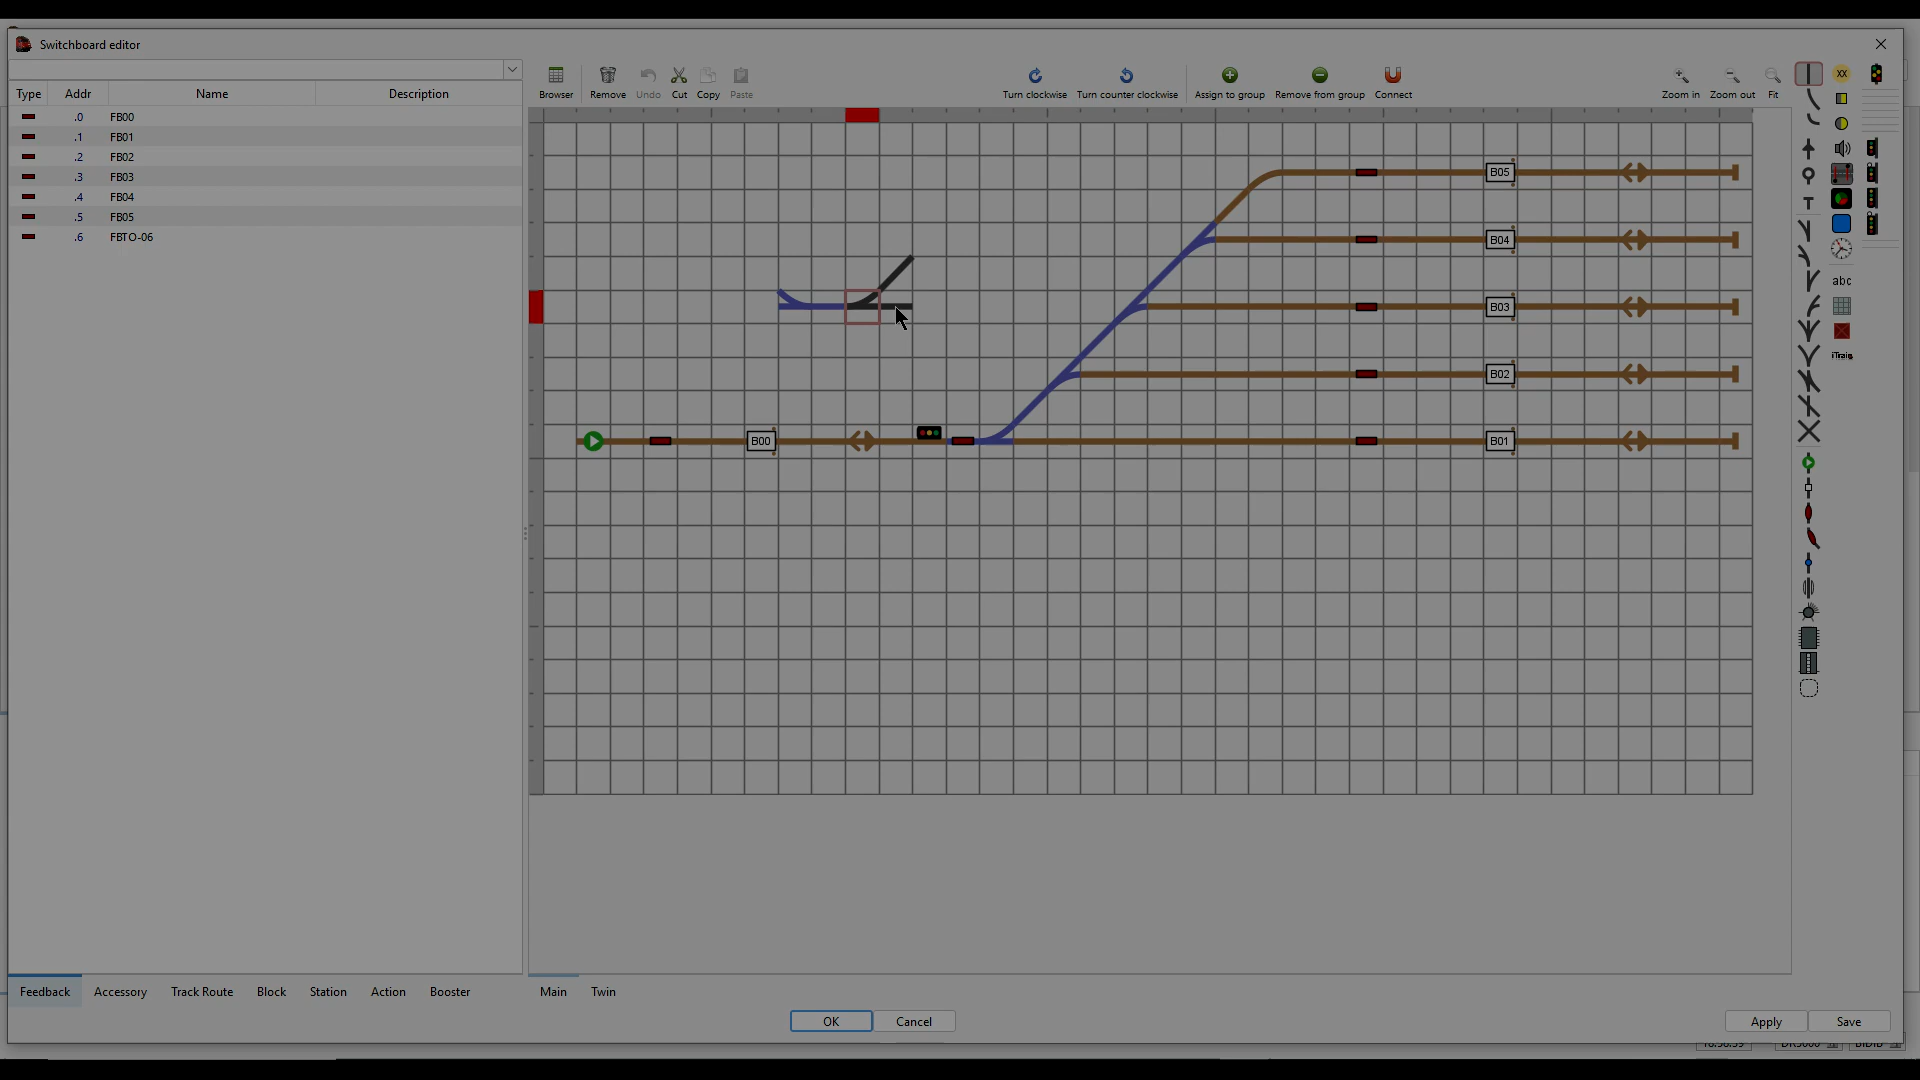 Switchboard editor
Browser Remove Undo Cut Copy Paste Turn clockwise Turn counter clockwise Assign to group Remove from group Connect Zoom in Zoom out Fit
XX
Type Addr Name Description
.0 FB00
.1 FB01
.2 FB02
.3 FB03
.4 FB04
.5 FB05
.6 FBTO-06
B05
B04
B03
B02
B00
B01
abc
iTrain
Feedback Accessory Track Route Block Station Action Booster
Main Twin
OK Cancel Apply Save